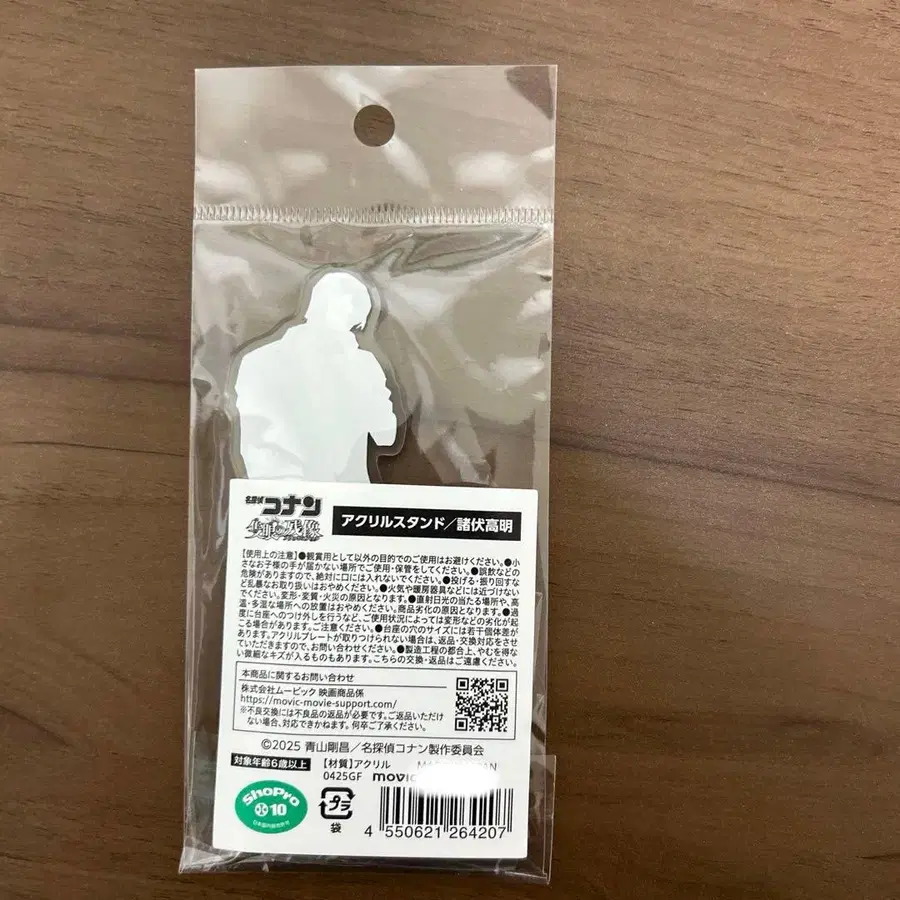 名探偵
コナン
隻眼の残像
アクリルスタンド/諸伏高明
【使用上の注意】●観賞用として以外の目的でのご使用はお避けください。●小
さなお子様の手が届かない場所でご使用・保管をしてください。●誤飲などの
危険がありますので、絶対に口には入れないでください。●投げる・振り回すな
ど乱暴なお取り扱いはおやめください。●火気や暖房器具などには近づけない
でください。変形・変質・火災の原因となります。●直射日光の当たる場所や、高
温・多湿な場所への放置はおやめください。商品劣化の原因となります。●過
度に台座へのつけ外しを行うなど、ご使用状況によっては変形などの劣化が起
こる場合があります。ご注意ください。●台座の穴のサイズには若干個体差が
あります。アクリルプレートが取りつけられない場合は、返品・交換対応をさせ
ていただきますので、お問い合わせください。●製造工程の都合上、やむを得な
い微細なキズが入るものもあります。こちらの交換・返品はご遠慮ください。
本商品に関するお問い合わせ
株式会社ムービック 映画商品係
https://movic-movie-support.com/
※不良交換には不良品の返品が必要です。ご返品いただけ
ない場合、対応できかねます。何卒ご了承ください。
©2025 青山剛昌/名探偵コナン製作委員会
対象年齢6歳以上
【材質】アクリル
0425GF movic
ShoPro
10
プラ
袋
4 550621 264207